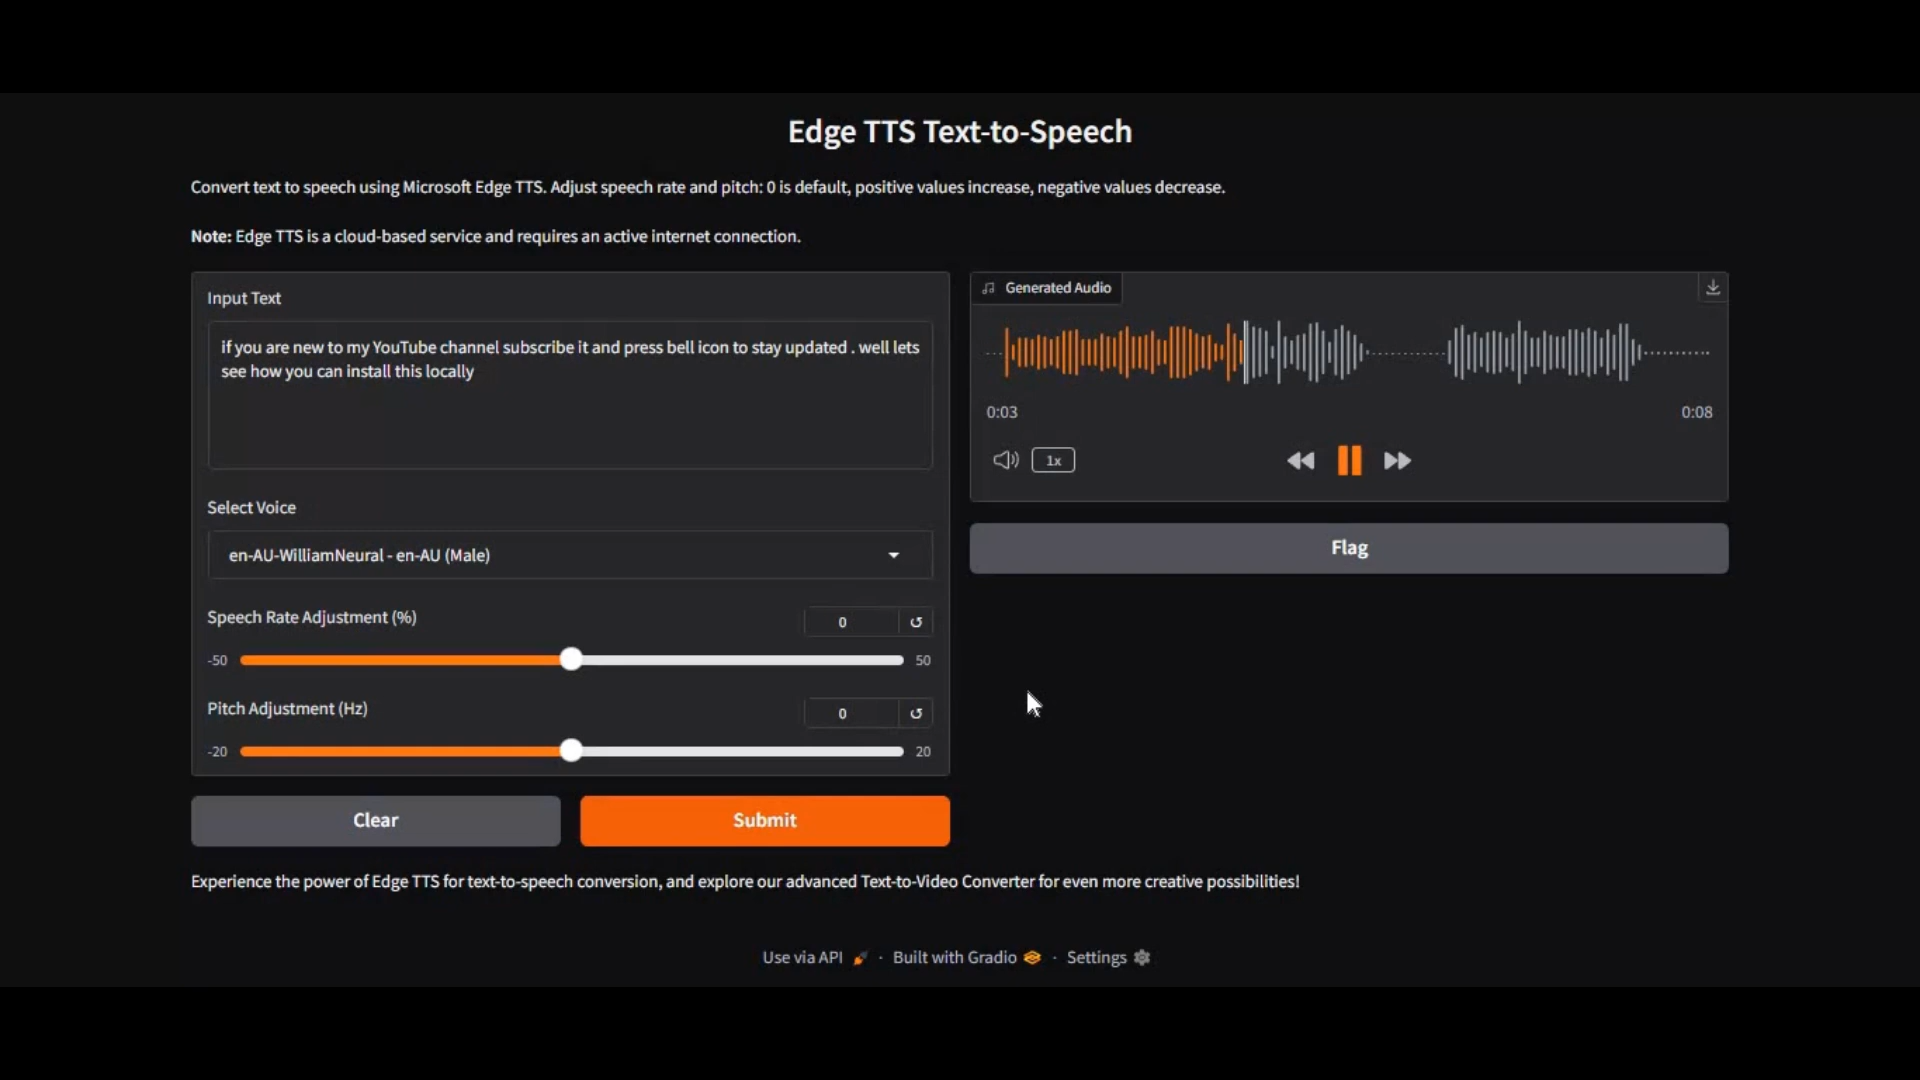 Edge TTS Text-to-Speech
Convert text to speech using Microsoft Edge TTS. Adjust speech rate and pitch: 0 is default, positive values increase, negative values decrease.
Note: Edge TTS is a cloud-based service and requires an active internet connection.
Input Text
if you are new to my YouTube channel subscribe it and press bell icon to stay updated . well lets
see how you can install this locally
Select Voice
en-AU-WilliamNeural - en-AU (Male)
Speech Rate Adjustment (%)
0
-50
50
Pitch Adjustment (Hz)
0
-20
20
Clear
Submit
Generated Audio
0:03
0:08
1x
Flag
Experience the power of Edge TTS for text-to-speech conversion, and explore our advanced Text-to-Video Converter for even more creative possibilities!
Use via API · Built with Gradio · Settings